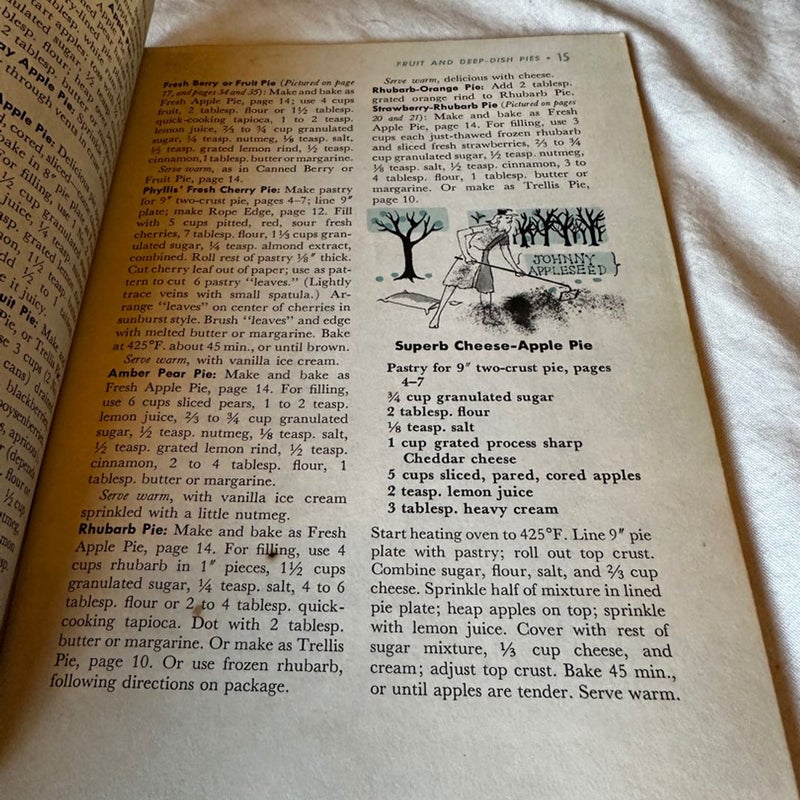 FRUIT AND DEEP-DISH PIES • 15
Fresh Berry or Fruit Pie (Pictured on page
17, and pages 34 and 35): Make and bake as
Fresh Apple Pie, page 14; use 4 cups
fruit, 2 tablesp. flour or 1½ tablesp.
quick-cooking tapioca, 1 to 2 teasp.
lemon juice, ⅔ to ¾ cup granulated
sugar, ¼ teasp. nutmeg, ⅛ teasp. salt,
½ teasp. grated lemon rind, ½ teasp.
cinnamon, 1 tablesp. butter or margarine.
Serve warm, as in Canned Berry or
Fruit Pie, page 14.
Phyllis' Fresh Cherry Pie: Make pastry
for 9" two-crust pie, pages 4–7; line 9"
plate; make Rope Edge, page 12. Fill
with 5 cups pitted, red, sour fresh
cherries, 7 tablesp. flour, 1⅓ cups gran-
ulated sugar, ¼ teasp. almond extract,
combined. Roll rest of pastry ⅛" thick.
Cut cherry leaf out of paper; use as pat-
tern to cut 6 pastry "leaves." (Lightly
trace veins with small spatula.) Ar-
range "leaves" on center of cherries in
sunburst style. Brush "leaves" and edge
with melted butter or margarine. Bake
at 425°F. about 45 min., or until brown.
Serve warm, with vanilla ice cream.
Amber Pear Pie: Make and bake as
Fresh Apple Pie, page 14. For filling,
use 6 cups sliced pears, 1 to 2 teasp.
lemon juice, ⅔ to ¾ cup granulated
sugar, ½ teasp. nutmeg, ⅛ teasp. salt,
½ teasp. grated lemon rind, ½ teasp.
cinnamon, 2 to 4 tablesp. flour, 1
tablesp. butter or margarine.
Serve warm, with vanilla ice cream
sprinkled with a little nutmeg.
Rhubarb Pie: Make and bake as Fresh
Apple Pie, page 14. For filling, use 4
cups rhubarb in 1" pieces, 1½ cups
granulated sugar, ¼ teasp. salt, 4 to 6
tablesp. flour or 2 to 4 tablesp. quick-
cooking tapioca. Dot with 2 tablesp.
butter or margarine. Or make as Trellis
Pie, page 10. Or use frozen rhubarb,
following directions on package.
Serve warm, delicious with cheese.
Rhubarb-Orange Pie: Add 2 tablesp.
grated orange rind to Rhubarb Pie.
Strawberry-Rhubarb Pie (Pictured on pages
20 and 21): Make and bake as Fresh
Apple Pie, page 14. For filling, use 3
cups each just-thawed frozen rhubarb
and sliced fresh strawberries, ⅔ to ¾
cup granulated sugar, ½ teasp. nutmeg,
⅛ teasp. salt, ½ teasp. cinnamon, 3 to
4 tablesp. flour, 1 tablesp. butter or
margarine. Or make as Trellis Pie,
page 10.
JOHNNY
APPLESEED
Superb Cheese-Apple Pie
Pastry for 9" two-crust pie, pages
4–7
¾ cup granulated sugar
2 tablesp. flour
⅛ teasp. salt
1 cup grated process sharp
Cheddar cheese
5 cups sliced, pared, cored apples
2 teasp. lemon juice
3 tablesp. heavy cream
Start heating oven to 425°F. Line 9" pie
plate with pastry; roll out top crust.
Combine sugar, flour, salt, and ⅔ cup
cheese. Sprinkle half of mixture in lined
pie plate; heap apples on top; sprinkle
with lemon juice. Cover with rest of
sugar mixture, ⅓ cup cheese, and
cream; adjust top crust. Bake 45 min.,
or until apples are tender. Serve warm.